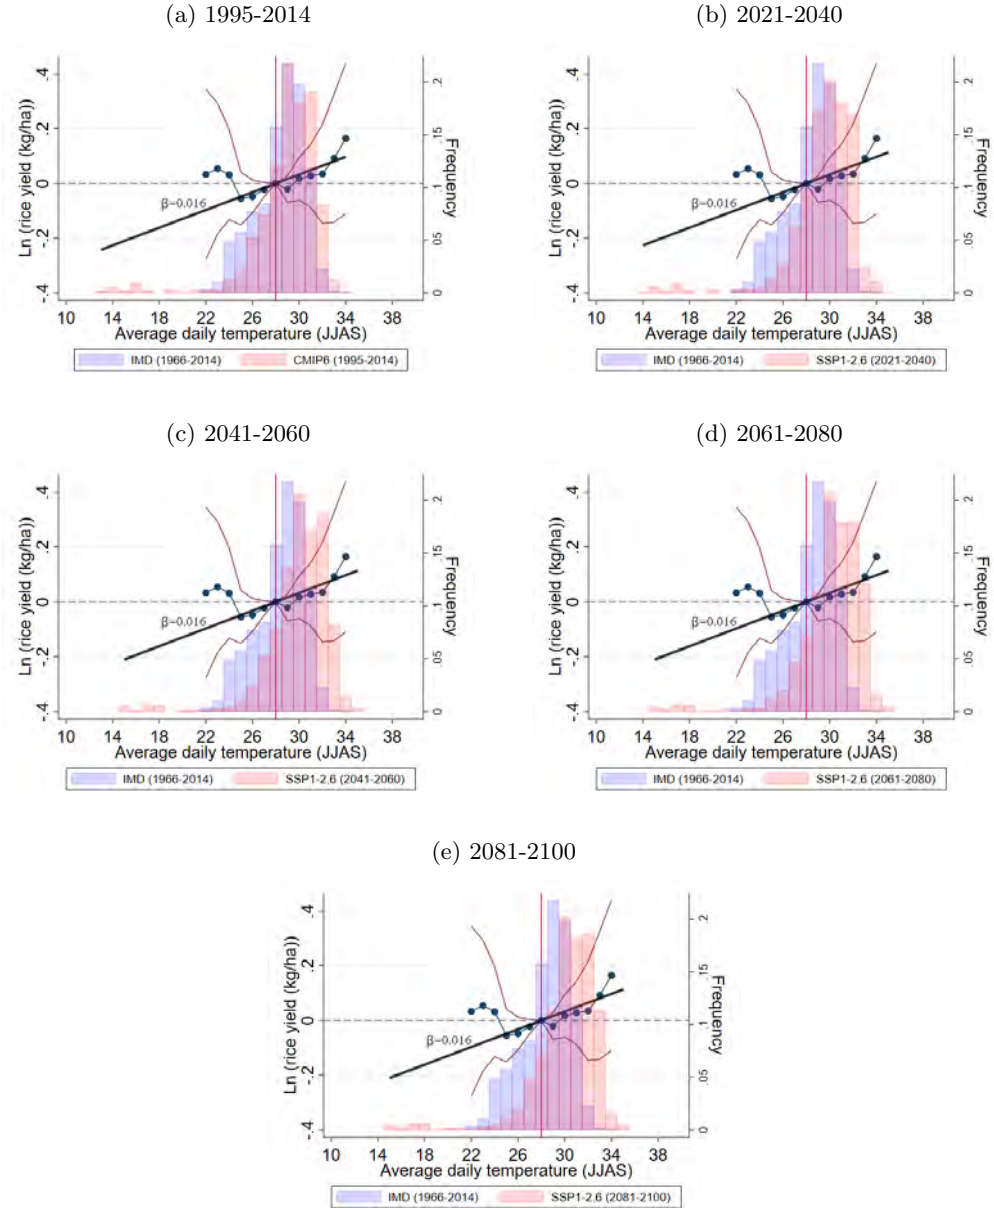 (a) 1995-2014
Ln (rice yield (kg/ha))
.4
.2
0
-.2
-.4
β=0.016
.2
.15
.1
.05
0
Frequency
10 14 18 22 26 30 34 38
Average daily temperature (JJAS)
IMD (1966-2014) CMIP6 (1995-2014)
(b) 2021-2040
Ln (rice yield (kg/ha))
.4
.2
0
-.2
-.4
β=0.016
.2
.15
.1
.05
0
Frequency
10 14 18 22 26 30 34 38
Average daily temperature (JJAS)
IMD (1966-2014) SSP1-2.6 (2021-2040)
(c) 2041-2060
Ln (rice yield (kg/ha))
.4
.2
0
-.2
-.4
β=0.016
.2
.15
.1
.05
0
Frequency
10 14 18 22 26 30 34 38
Average daily temperature (JJAS)
IMD (1966-2014) SSP1-2.6 (2041-2060)
(d) 2061-2080
Ln (rice yield (kg/ha))
.4
.2
0
-.2
-.4
β=0.016
.2
.15
.1
.05
0
Frequency
10 14 18 22 26 30 34 38
Average daily temperature (JJAS)
IMD (1966-2014) SSP1-2.6 (2061-2080)
(e) 2081-2100
Ln (rice yield (kg/ha))
.4
.2
0
-.2
-.4
β=0.016
.2
.15
.1
.05
0
Frequency
10 14 18 22 26 30 34 38
Average daily temperature (JJAS)
IMD (1966-2014) SSP1-2.6 (2081-2100)